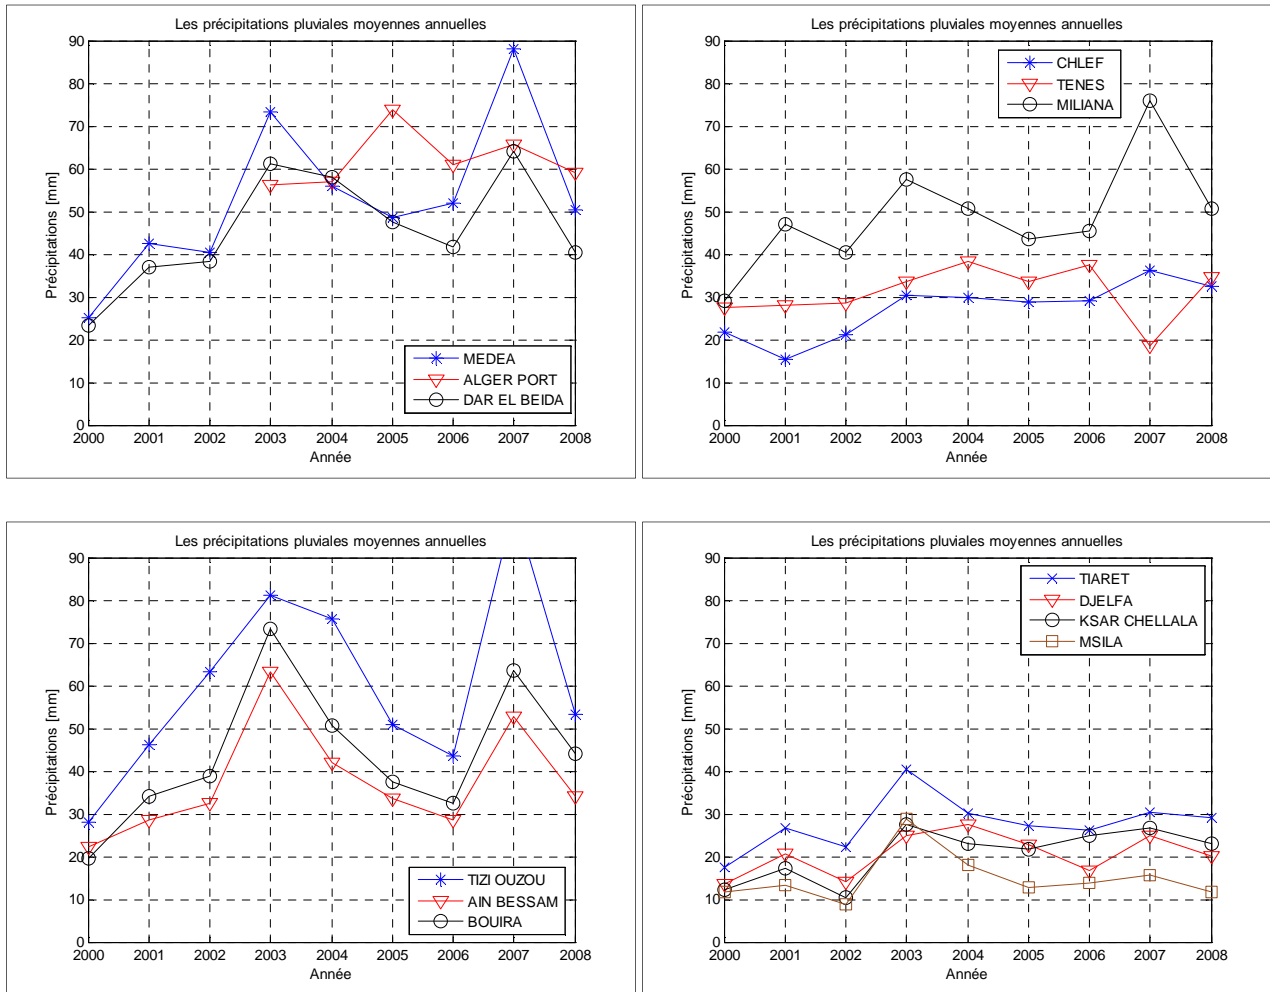 Les précipitations pluviales moyennes annuelles
90
80
70
60
50
40
30
20
10
0
Précipitations [mm]
MEDEA
ALGER PORT
DAR EL BEIDA
2000 2001 2002 2003 2004 2005 2006 2007 2008
Année
Les précipitations pluviales moyennes annuelles
90
80
70
60
50
40
30
20
10
0
Précipitations [mm]
CHLEF
TENES
MILIANA
2000 2001 2002 2003 2004 2005 2006 2007 2008
Année
Les précipitations pluviales moyennes annuelles
90
80
70
60
50
40
30
20
10
0
Précipitations [mm]
TIZI OUZOU
AIN BESSAM
BOUIRA
2000 2001 2002 2003 2004 2005 2006 2007 2008
Année
Les précipitations pluviales moyennes annuelles
90
80
70
60
50
40
30
20
10
0
Précipitations [mm]
TIARET
DJELFA
KSAR CHELLALA
MSILA
2000 2001 2002 2003 2004 2005 2006 2007 2008
Année